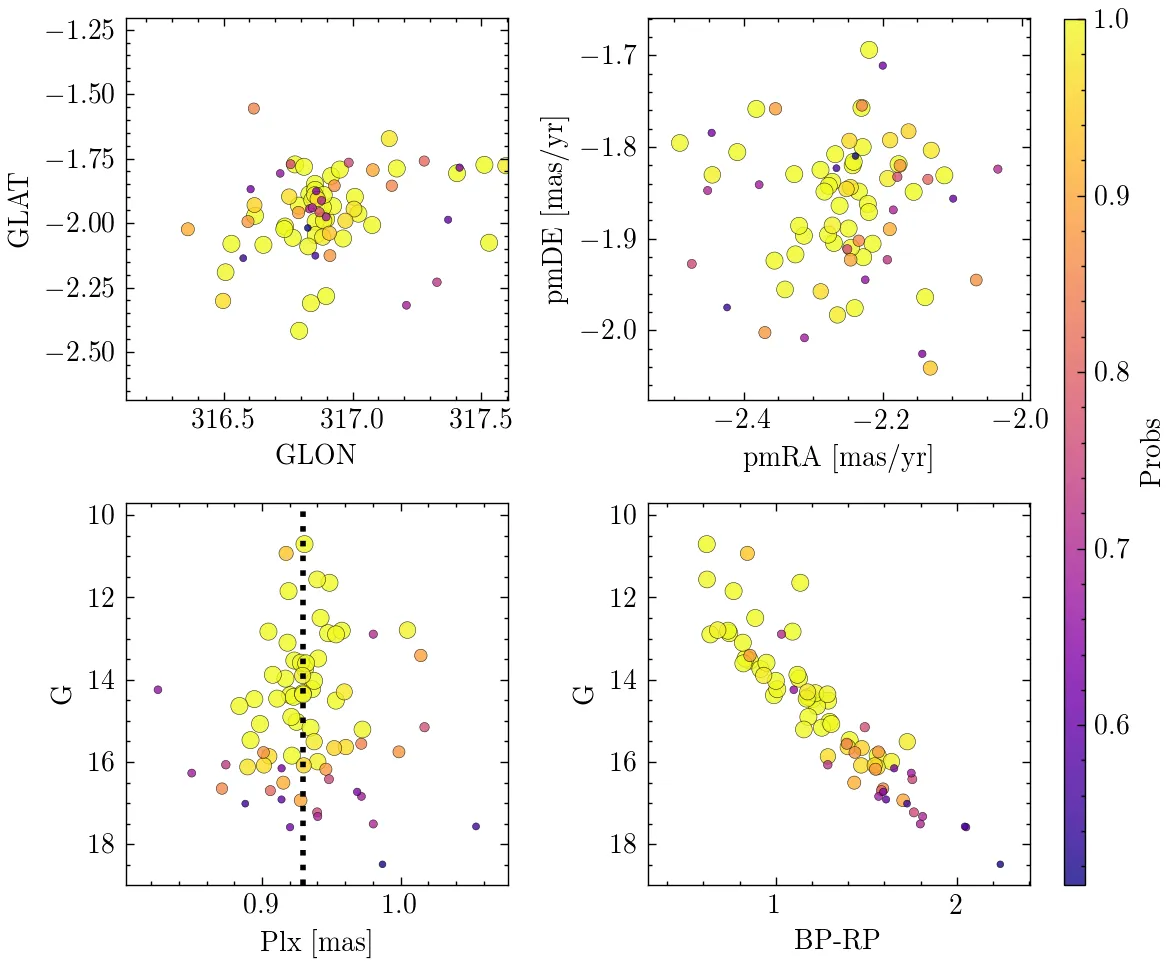 −1.25
−1.50
−1.75
−2.00
−2.25
−2.50
GLAT
316.5 317.0 317.5
GLON
−1.7
−1.8
−1.9
−2.0
pmDE [mas/yr]
−2.4 −2.2 −2.0
pmRA [mas/yr]
10
12
14
16
18
G
0.9 1.0
Plx [mas]
10
12
14
16
18
G
1 2
BP-RP
1.0
0.9
0.8
0.7
0.6
Probs